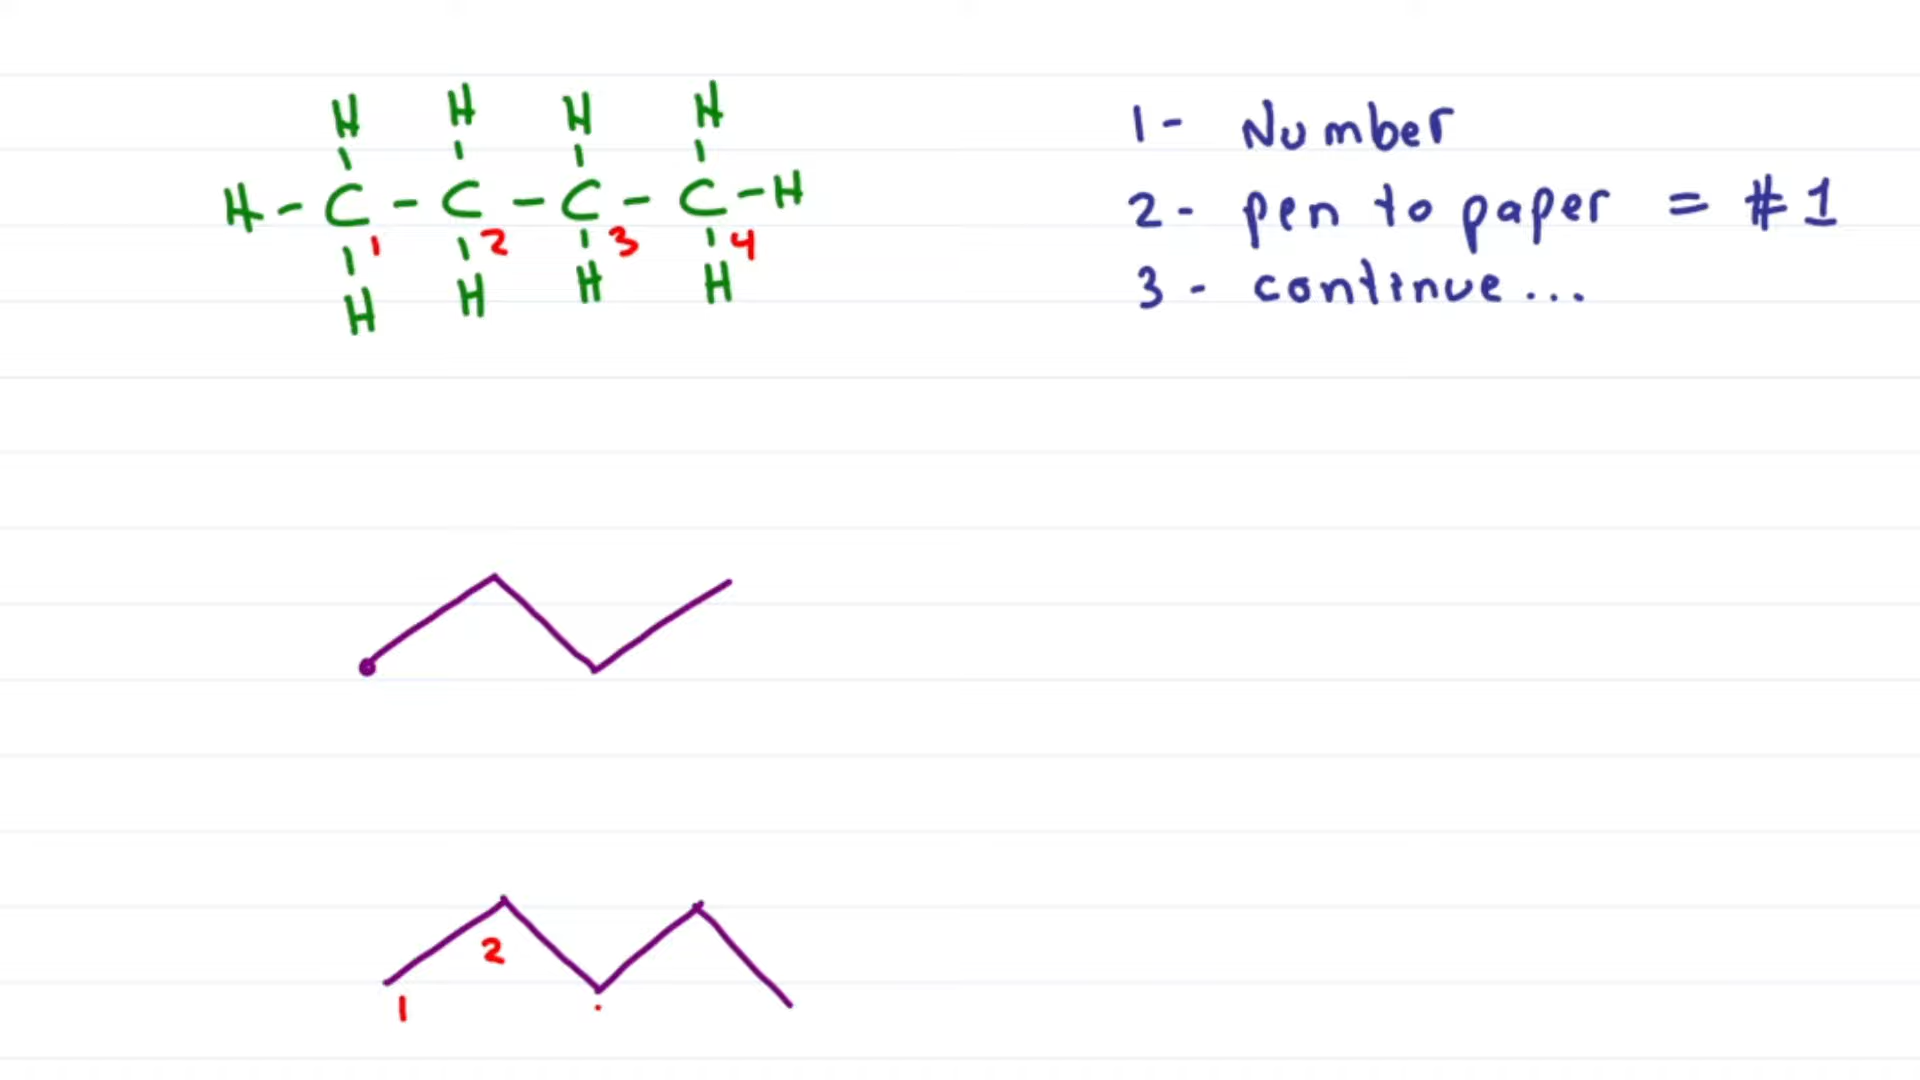 H H H H
H - C - C - C - C - H
1 2 3 4
H H H H
1 - Number
2 - pen to paper = #1
3 - continue...
2
1